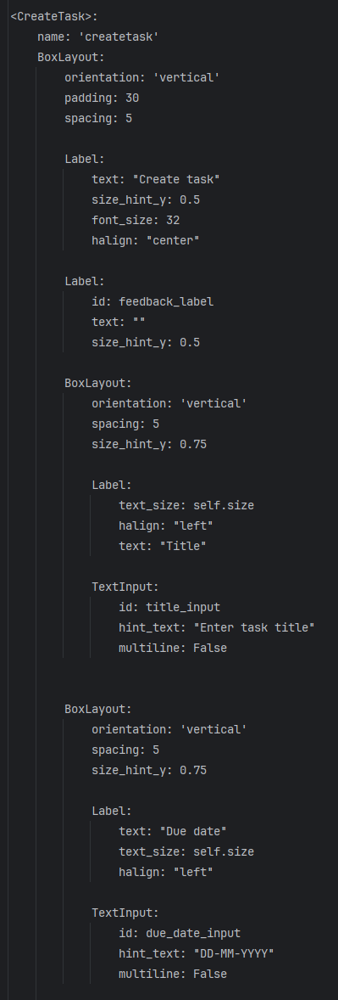 <CreateTask>:
    name: 'createtask'
    BoxLayout:
        orientation: 'vertical'
        padding: 30
        spacing: 5

        Label:
            text: "Create task"
            size_hint_y: 0.5
            font_size: 32
            halign: "center"

        Label:
            id: feedback_label
            text: ""
            size_hint_y: 0.5

        BoxLayout:
            orientation: 'vertical'
            spacing: 5
            size_hint_y: 0.75

            Label:
                text_size: self.size
                halign: "left"
                text: "Title"

            TextInput:
                id: title_input
                hint_text: "Enter task title"
                multiline: False


        BoxLayout:
            orientation: 'vertical'
            spacing: 5
            size_hint_y: 0.75

            Label:
                text: "Due date"
                text_size: self.size
                halign: "left"

            TextInput:
                id: due_date_input
                hint_text: "DD-MM-YYYY"
                multiline: False